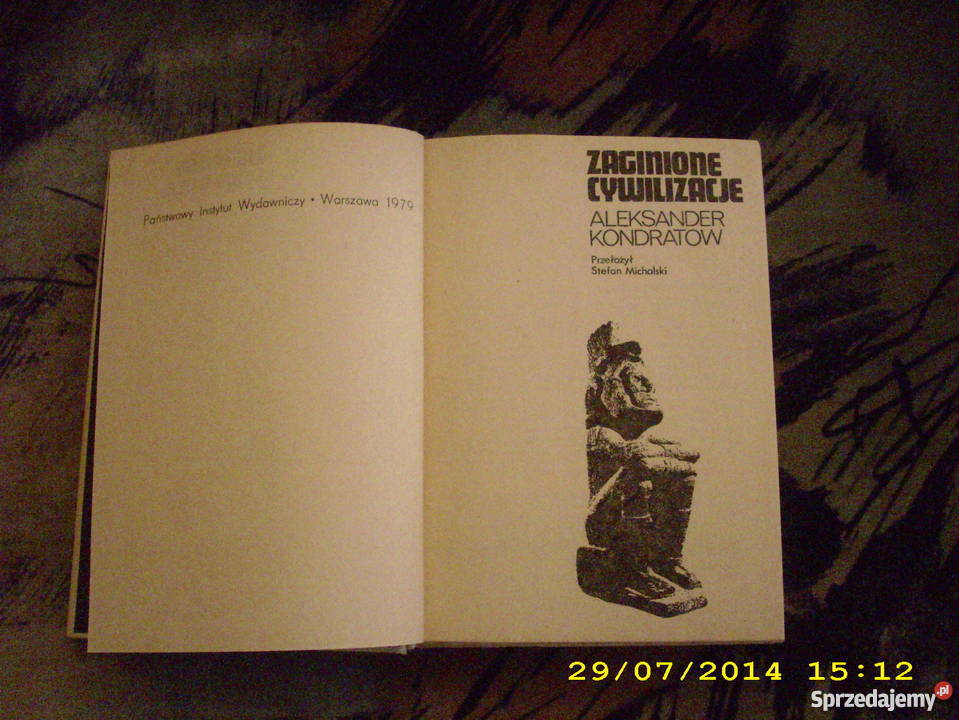 Państwowy Instytut Wydawniczy • Warszawa 1979
ZAGINIONE
CYWILIZACJE
ALEKSANDER
KONDRATOW
Przełożył
Stefan Michalski
29/07/2014 15:12
Sprzedajemy.pl